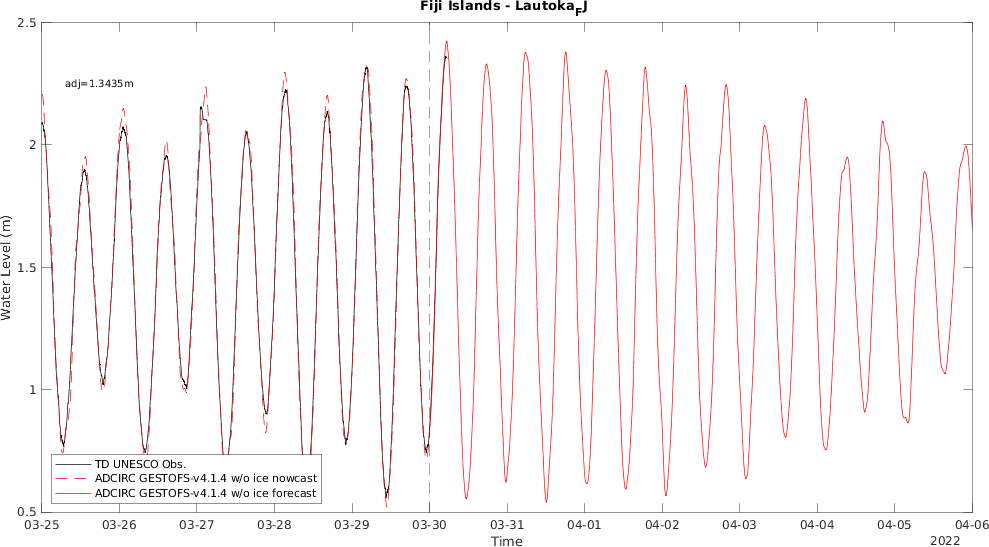 Fiji Islands - Lautoka_FJ
2.5
adj=1.3435m
2
Water Level (m)
1.5
1
TD UNESCO Obs.
ADCIRC GESTOFS-v4.1.4 w/o ice nowcast
ADCIRC GESTOFS-v4.1.4 w/o ice forecast
0.5
03-25 03-26 03-27 03-28 03-29 03-30 03-31 04-01 04-02 04-03 04-04 04-05 04-06
Time
2022